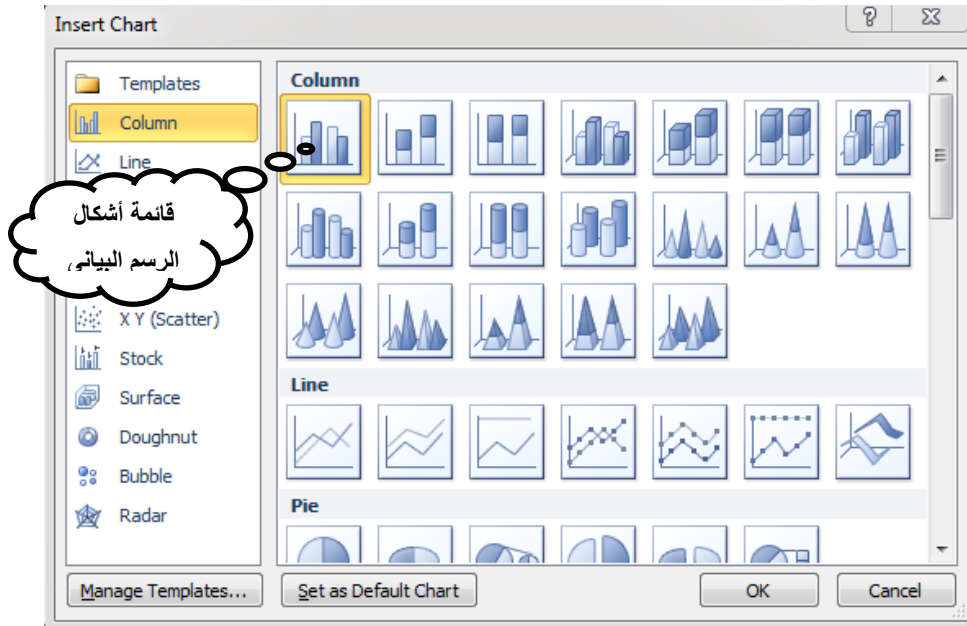 Insert Chart
Templates
Column
Line
قائمة أشكال
الرسم البياني
X Y (Scatter)
Stock
Surface
Doughnut
Bubble
Radar
Column
Line
Pie
Manage Templates...
Set as Default Chart
OK
Cancel